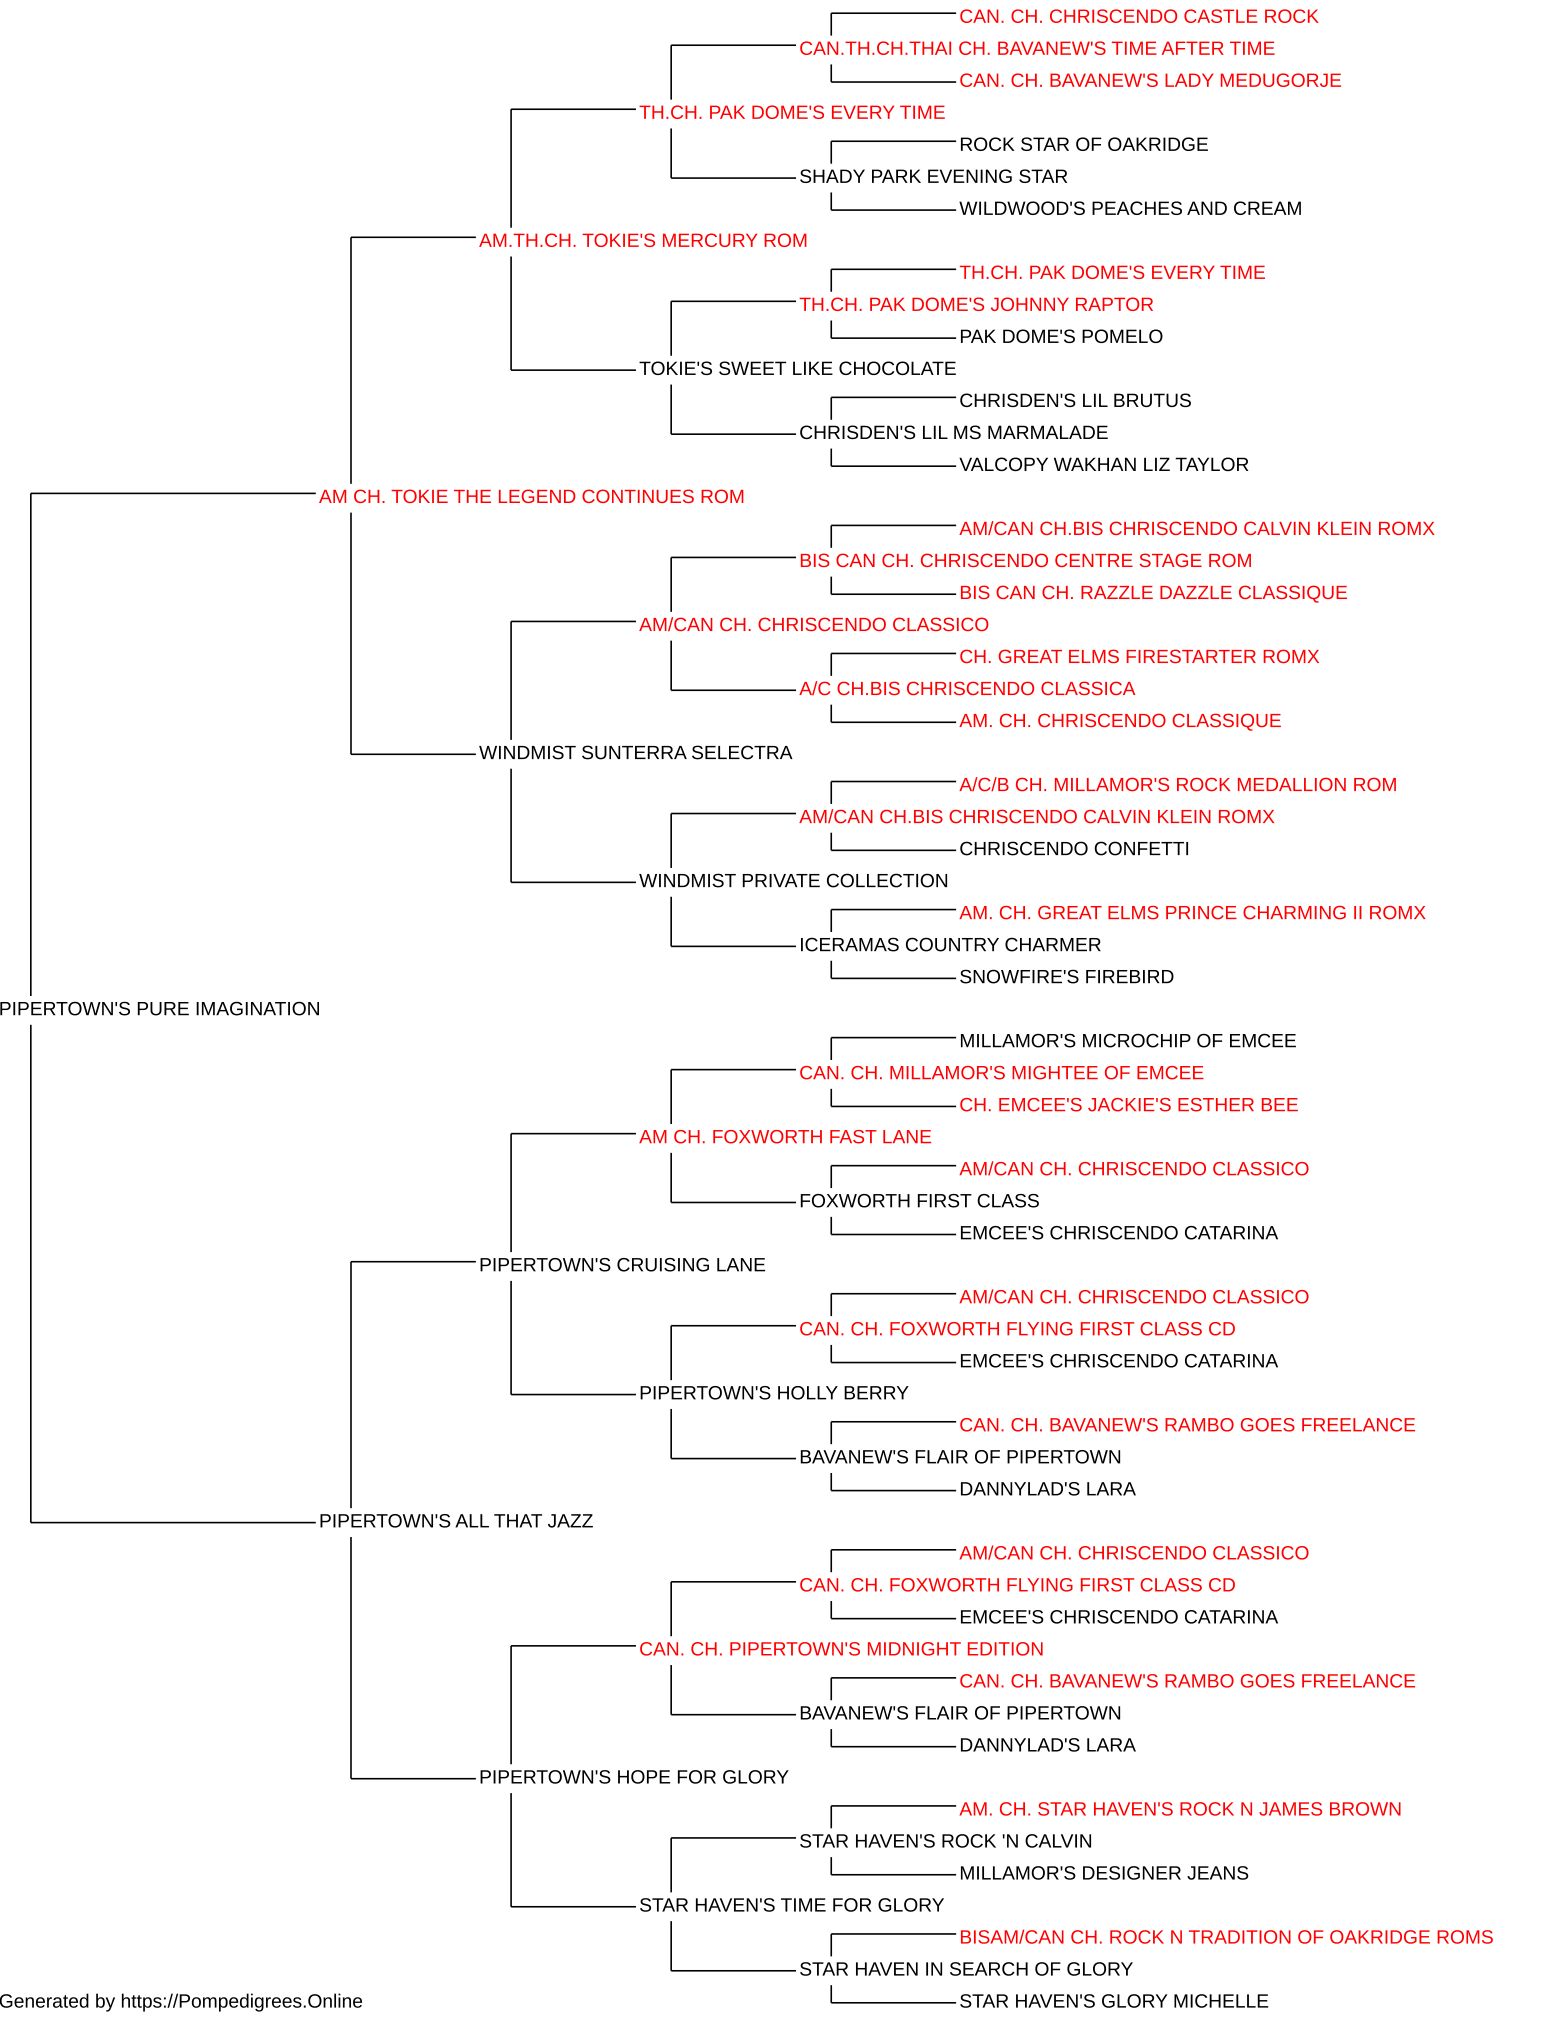 CAN. CH. CHRISCENDO CASTLE ROCK
CAN.TH.CH.THAI CH. BAVANEW'S TIME AFTER TIME
CAN. CH. BAVANEW'S LADY MEDUGORJE
TH.CH. PAK DOME'S EVERY TIME
ROCK STAR OF OAKRIDGE
SHADY PARK EVENING STAR
WILDWOOD'S PEACHES AND CREAM
AM.TH.CH. TOKIE'S MERCURY ROM
TH.CH. PAK DOME'S EVERY TIME
TH.CH. PAK DOME'S JOHNNY RAPTOR
PAK DOME'S POMELO
TOKIE'S SWEET LIKE CHOCOLATE
CHRISDEN'S LIL BRUTUS
CHRISDEN'S LIL MS MARMALADE
VALCOPY WAKHAN LIZ TAYLOR
AM CH. TOKIE THE LEGEND CONTINUES ROM
AM/CAN CH.BIS CHRISCENDO CALVIN KLEIN ROMX
BIS CAN CH. CHRISCENDO CENTRE STAGE ROM
BIS CAN CH. RAZZLE DAZZLE CLASSIQUE
AM/CAN CH. CHRISCENDO CLASSICO
CH. GREAT ELMS FIRESTARTER ROMX
A/C CH.BIS CHRISCENDO CLASSICA
AM. CH. CHRISCENDO CLASSIQUE
WINDMIST SUNTERRA SELECTRA
A/C/B CH. MILLAMOR'S ROCK MEDALLION ROM
AM/CAN CH.BIS CHRISCENDO CALVIN KLEIN ROMX
CHRISCENDO CONFETTI
WINDMIST PRIVATE COLLECTION
AM. CH. GREAT ELMS PRINCE CHARMING II ROMX
ICERAMAS COUNTRY CHARMER
SNOWFIRE'S FIREBIRD
PIPERTOWN'S PURE IMAGINATION
MILLAMOR'S MICROCHIP OF EMCEE
CAN. CH. MILLAMOR'S MIGHTEE OF EMCEE
CH. EMCEE'S JACKIE'S ESTHER BEE
AM CH. FOXWORTH FAST LANE
AM/CAN CH. CHRISCENDO CLASSICO
FOXWORTH FIRST CLASS
EMCEE'S CHRISCENDO CATARINA
PIPERTOWN'S CRUISING LANE
AM/CAN CH. CHRISCENDO CLASSICO
CAN. CH. FOXWORTH FLYING FIRST CLASS CD
EMCEE'S CHRISCENDO CATARINA
PIPERTOWN'S HOLLY BERRY
CAN. CH. BAVANEW'S RAMBO GOES FREELANCE
BAVANEW'S FLAIR OF PIPERTOWN
DANNYLAD'S LARA
PIPERTOWN'S ALL THAT JAZZ
AM/CAN CH. CHRISCENDO CLASSICO
CAN. CH. FOXWORTH FLYING FIRST CLASS CD
EMCEE'S CHRISCENDO CATARINA
CAN. CH. PIPERTOWN'S MIDNIGHT EDITION
CAN. CH. BAVANEW'S RAMBO GOES FREELANCE
BAVANEW'S FLAIR OF PIPERTOWN
DANNYLAD'S LARA
PIPERTOWN'S HOPE FOR GLORY
AM. CH. STAR HAVEN'S ROCK N JAMES BROWN
STAR HAVEN'S ROCK 'N CALVIN
MILLAMOR'S DESIGNER JEANS
STAR HAVEN'S TIME FOR GLORY
BISAM/CAN CH. ROCK N TRADITION OF OAKRIDGE ROMS
STAR HAVEN IN SEARCH OF GLORY
STAR HAVEN'S GLORY MICHELLE
Generated by https://Pompedigrees.Online